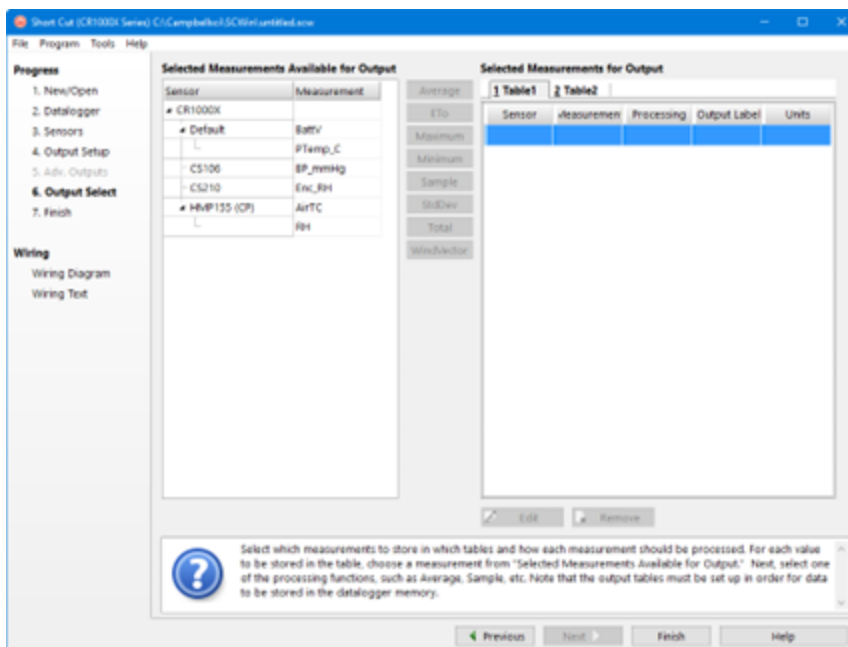 Short Cut (CR1000X Series) C:\Campbellsci\SCWin\untitled.scw
File Program Tools Help
Progress
1. New/Open
2. Datalogger
3. Sensors
4. Output Setup
5. Adv. Outputs
6. Output Select
7. Finish
Wiring
Wiring Diagram
Wiring Text
Selected Measurements Available for Output
Sensor Measurement
CR1000X
Default BattV
PTemp_C
CS106 BP_mmHg
CS210 Enc_RH
HMP155 (CP) AirTC
RH
Average
ETo
Maximum
Minimum
Sample
StdDev
Total
WindVector
Selected Measurements for Output
1 Table1 2 Table2
Sensor Measuremen Processing Output Label Units
Edit Remove
Select which measurements to store in which tables and how each measurement should be processed. For each value
to be stored in the table, choose a measurement from "Selected Measurements Available for Output." Next, select one
of the processing functions, such as Average, Sample, etc. Note that the output tables must be set up in order for data
to be stored in the datalogger memory.
Previous Next Finish Help